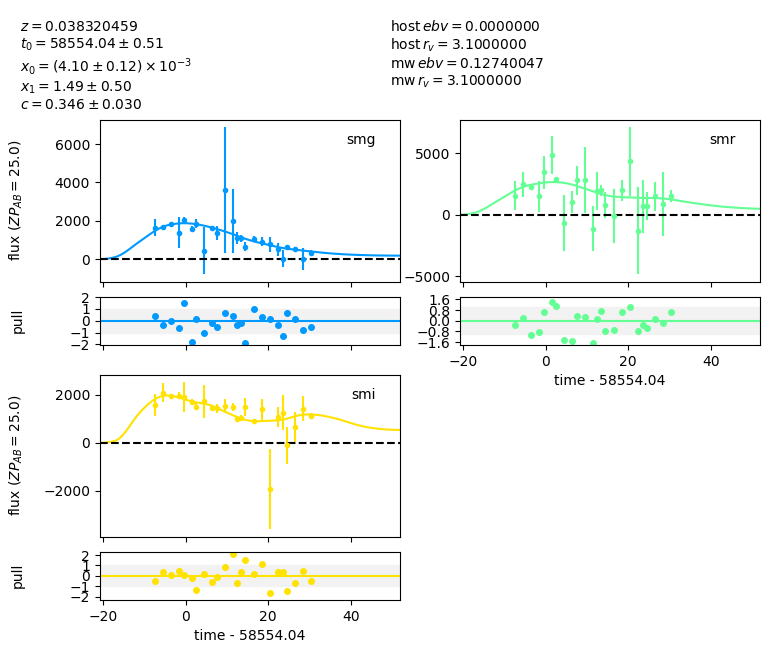 z = 0.038320459
t₀ = 58554.04 ± 0.51
x₀ = (4.10 ± 0.12) × 10⁻³
x₁ = 1.49 ± 0.50
c = 0.346 ± 0.030
host ebv = 0.0000000
host r_v = 3.1000000
mw ebv = 0.12740047
mw r_v = 3.1000000
flux (ZP_AB = 25.0)
6000
4000
2000
0
smg
5000
0
−5000
smr
pull
2
1
0
−1
−2
1.6
0.8
0.0
−0.8
−1.6
−20
0
20
40
time - 58554.04
flux (ZP_AB = 25.0)
2000
0
−2000
smi
pull
2
1
0
−1
−2
−20
0
20
40
time - 58554.04